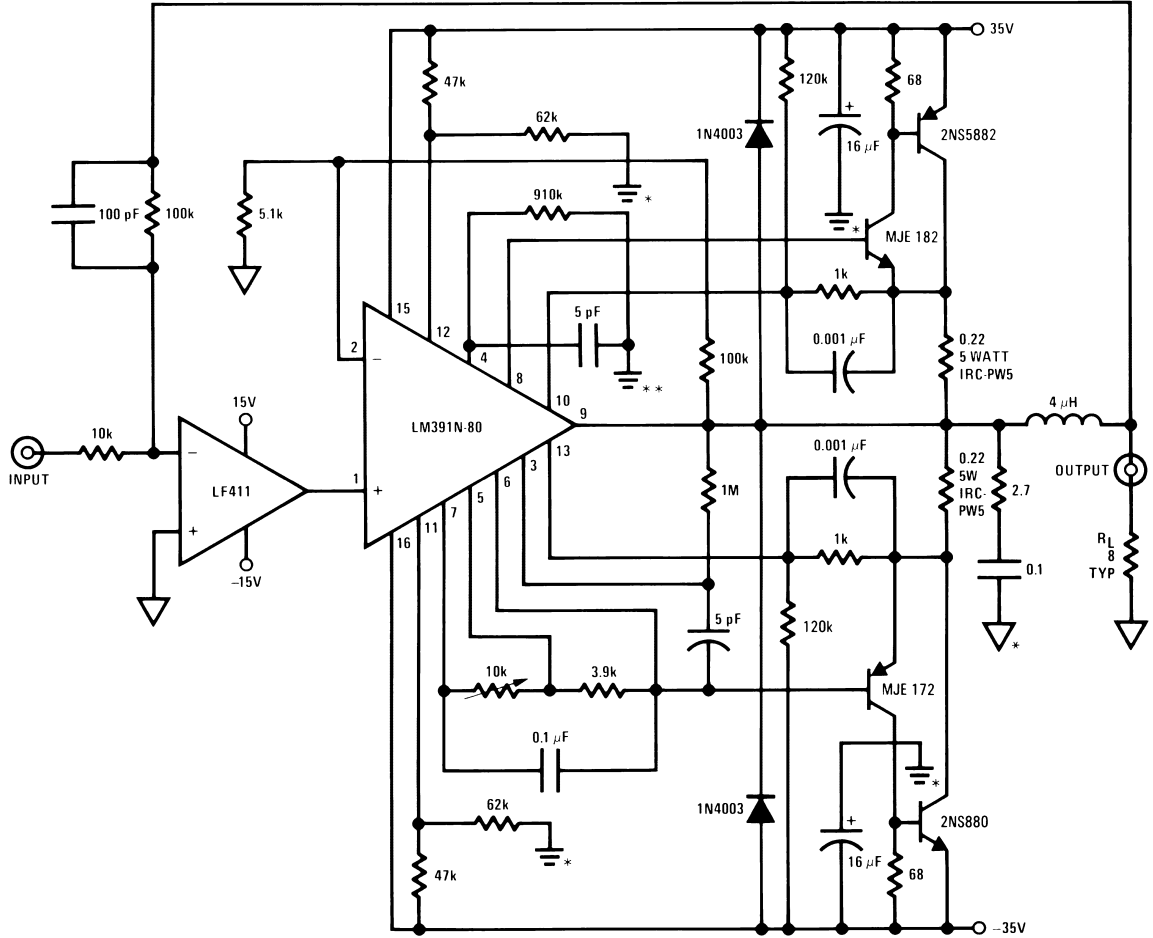 35V
47k
120k
68
62k
1N4003
+
16 μF
2NS5882
*
100 pF
100k
5.1k
910k
*
MJE 182
15
12
5 pF
1k
2
−
4
8
* *
100k
0.001 μF
0.22
5 WATT
IRC-PW5
10
9
4 μH
15V
LM391N-80
13
10k
INPUT
−
LF411
1
+
3
6
5
7
11
16
1M
0.001 μF
0.22
5W
IRC-
PW5
2.7
OUTPUT
+
−15V
1k
0.1
RL
8
TYP
*
5 pF
120k
10k
3.9k
MJE 172
0.1 μF
*
62k
*
1N4003
+
16 μF
2NS880
47k
68
−35V